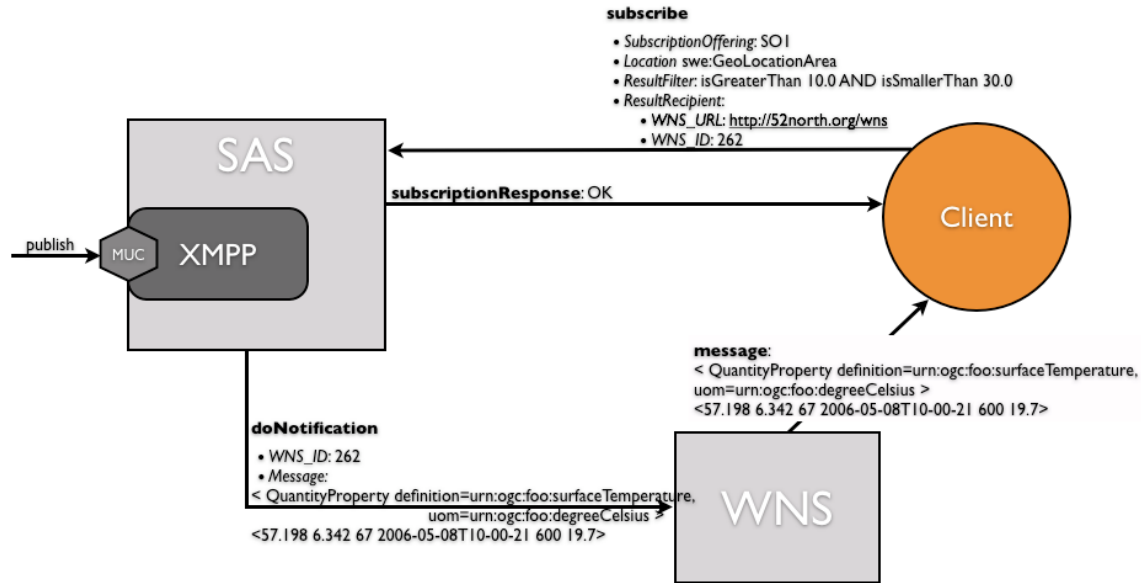 subscribe
• SubscriptionOffering: SO1
• Location swe:GeoLocationArea
• ResultFilter: isGreaterThan 10.0 AND isSmallerThan 30.0
• ResultRecipient:
• WNS_URL: http://52north.org/wns
• WNS_ID: 262
SAS
subscriptionResponse: OK
Client
publish
MUC
XMPP
message:
< QuantityProperty definition=urn:ogc:foo:surfaceTemperature,
uom=urn:ogc:foo:degreeCelsius >
<57.198 6.342 67 2006-05-08T10-00-21 600 19.7>
doNotification
• WNS_ID: 262
• Message:
< QuantityProperty definition=urn:ogc:foo:surfaceTemperature,
uom=urn:ogc:foo:degreeCelsius >
<57.198 6.342 67 2006-05-08T10-00-21 600 19.7>
WNS